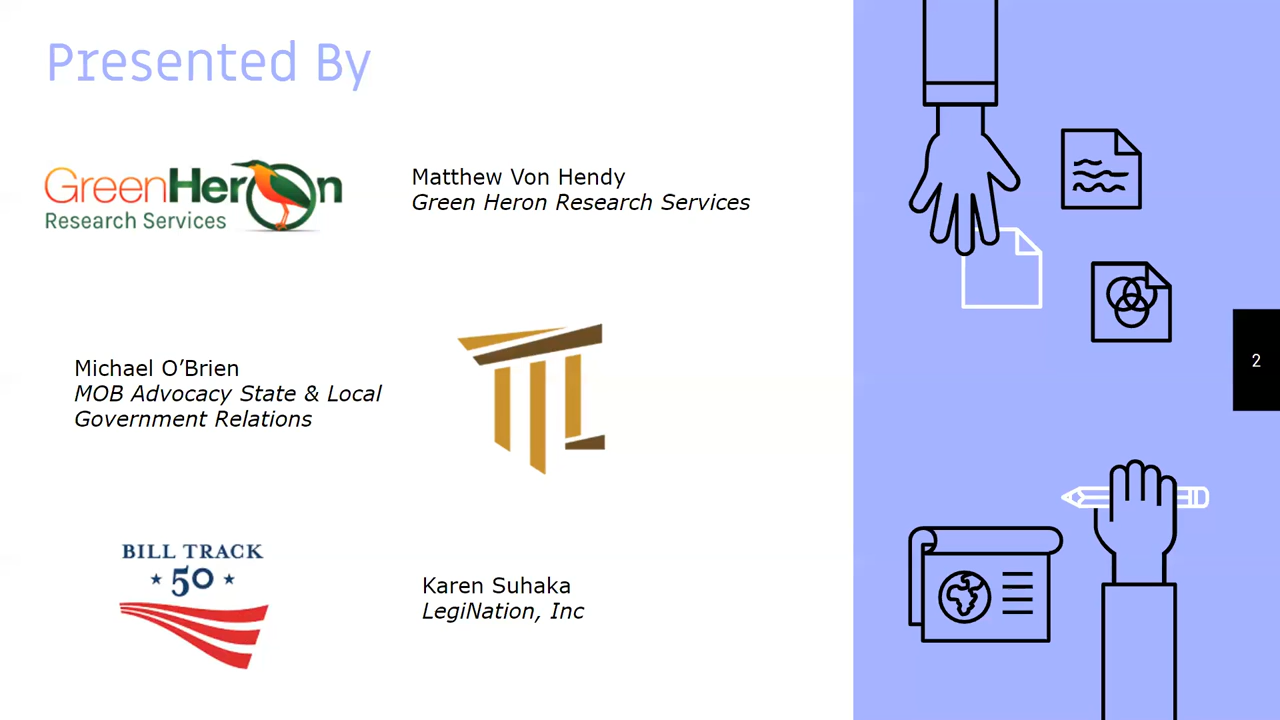 Presented By
GreenHeron
Research Services
Matthew Von Hendy
Green Heron Research Services
Michael O’Brien
MOB Advocacy State & Local
Government Relations
BILL TRACK
50
Karen Suhaka
LegiNation, Inc
2